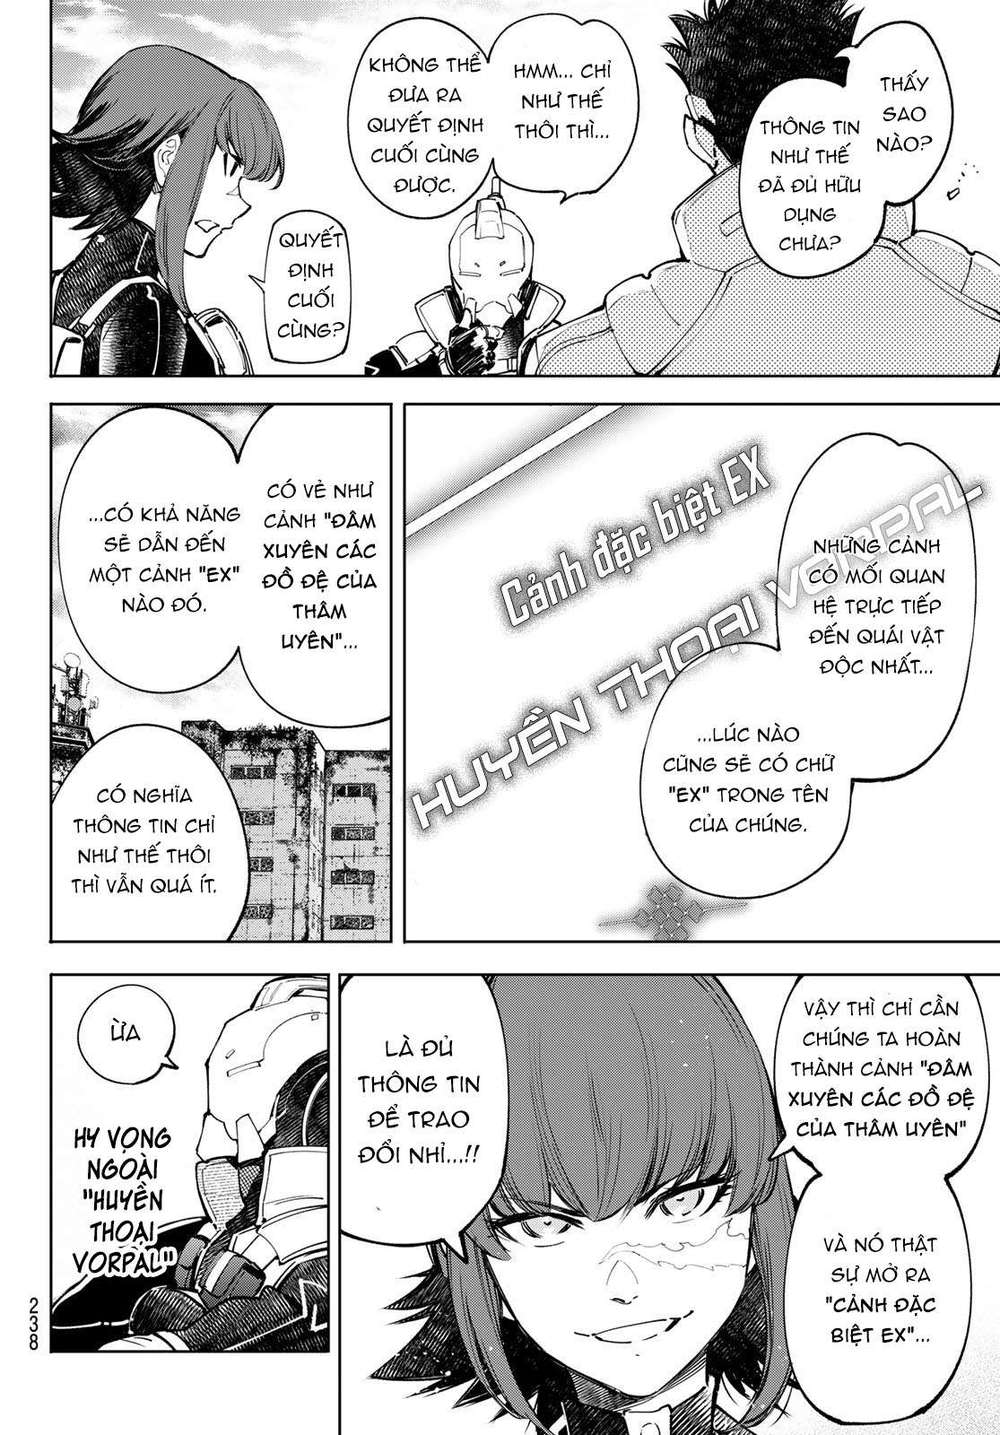 THẤY
SAO
NÀO?
THÔNG TIN
NHƯ THẾ
ĐÃ ĐỦ HỮU
DỤNG
CHƯA?
HMM... CHỈ
NHƯ THẾ
THÔI THÌ...
KHÔNG THỂ
ĐƯA RA
QUYẾT ĐỊNH
CUỐI CÙNG
ĐƯỢC.
QUYẾT
ĐỊNH
CUỐI
CÙNG?
Cảnh đặc biệt EX
HUYỀN THOẠI VORPAL
NHỮNG CẢNH
CÓ MỐI QUAN
HỆ TRỰC TIẾP
ĐẾN QUÁI VẬT
ĐỘC NHẤT...
...LÚC NÀO
CŨNG SẼ CÓ CHỮ
"EX" TRONG TÊN
CỦA CHÚNG.
CÓ VẺ NHƯ
CẢNH "ĐÂM
XUYÊN CÁC
ĐỒ ĐỆ CỦA
THÂM
UYÊN"...
...CÓ KHẢ NĂNG
SẼ DẪN ĐẾN
MỘT CẢNH "EX"
NÀO ĐÓ.
CÓ NGHĨA
THÔNG TIN CHỈ
NHƯ THẾ THÔI
THÌ VẪN QUÁ ÍT.
VẬY THÌ CHỈ CẦN
CHÚNG TA HOÀN
THÀNH CẢNH "ĐÂM
XUYÊN CÁC ĐỒ ĐỆ
CỦA THÂM UYÊN"
VÀ NÓ THẬT
SỰ MỞ RA
"CẢNH ĐẶC
BIỆT EX"...
LÀ ĐỦ
THÔNG TIN
ĐỂ TRAO
ĐỔI NHỈ...!!
ỪA
HY VỌNG
NGOÀI
"HUYỀN
THOẠI
VORPAL"
238